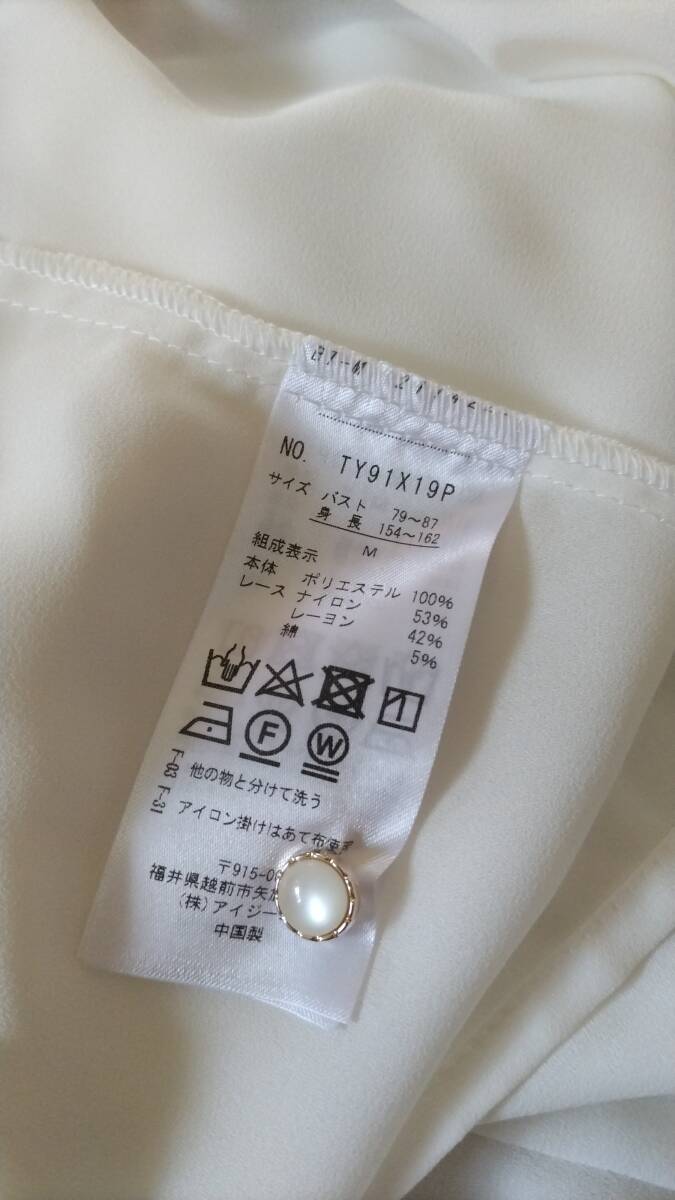 NO. TY91X19P
サイズ バスト 79〜87
身長 154〜162
M
組成表示
本体 ポリエステル 100%
レース ナイロン 53%
レーヨン 42%
綿 5%
F W
F-03 他の物と分けて洗う
F-31 アイロン掛けはあて布使
〒915-0
福井県越前市矢
(株)アイジー
中国製